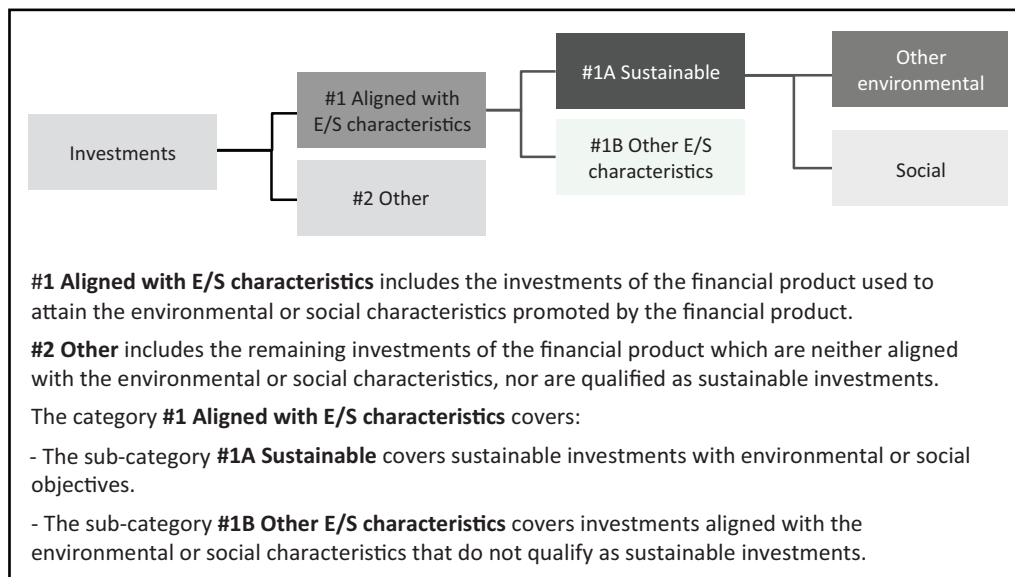 Investments
#1 Aligned with
E/S characteristics
#2 Other
#1A Sustainable
#1B Other E/S
characteristics
Other
environmental
Social
#1 Aligned with E/S characteristics includes the investments of the financial product used to
attain the environmental or social characteristics promoted by the financial product.
#2 Other includes the remaining investments of the financial product which are neither aligned
with the environmental or social characteristics, nor are qualified as sustainable investments.
The category #1 Aligned with E/S characteristics covers:
- The sub-category #1A Sustainable covers sustainable investments with environmental or social
objectives.
- The sub-category #1B Other E/S characteristics covers investments aligned with the
environmental or social characteristics that do not qualify as sustainable investments.